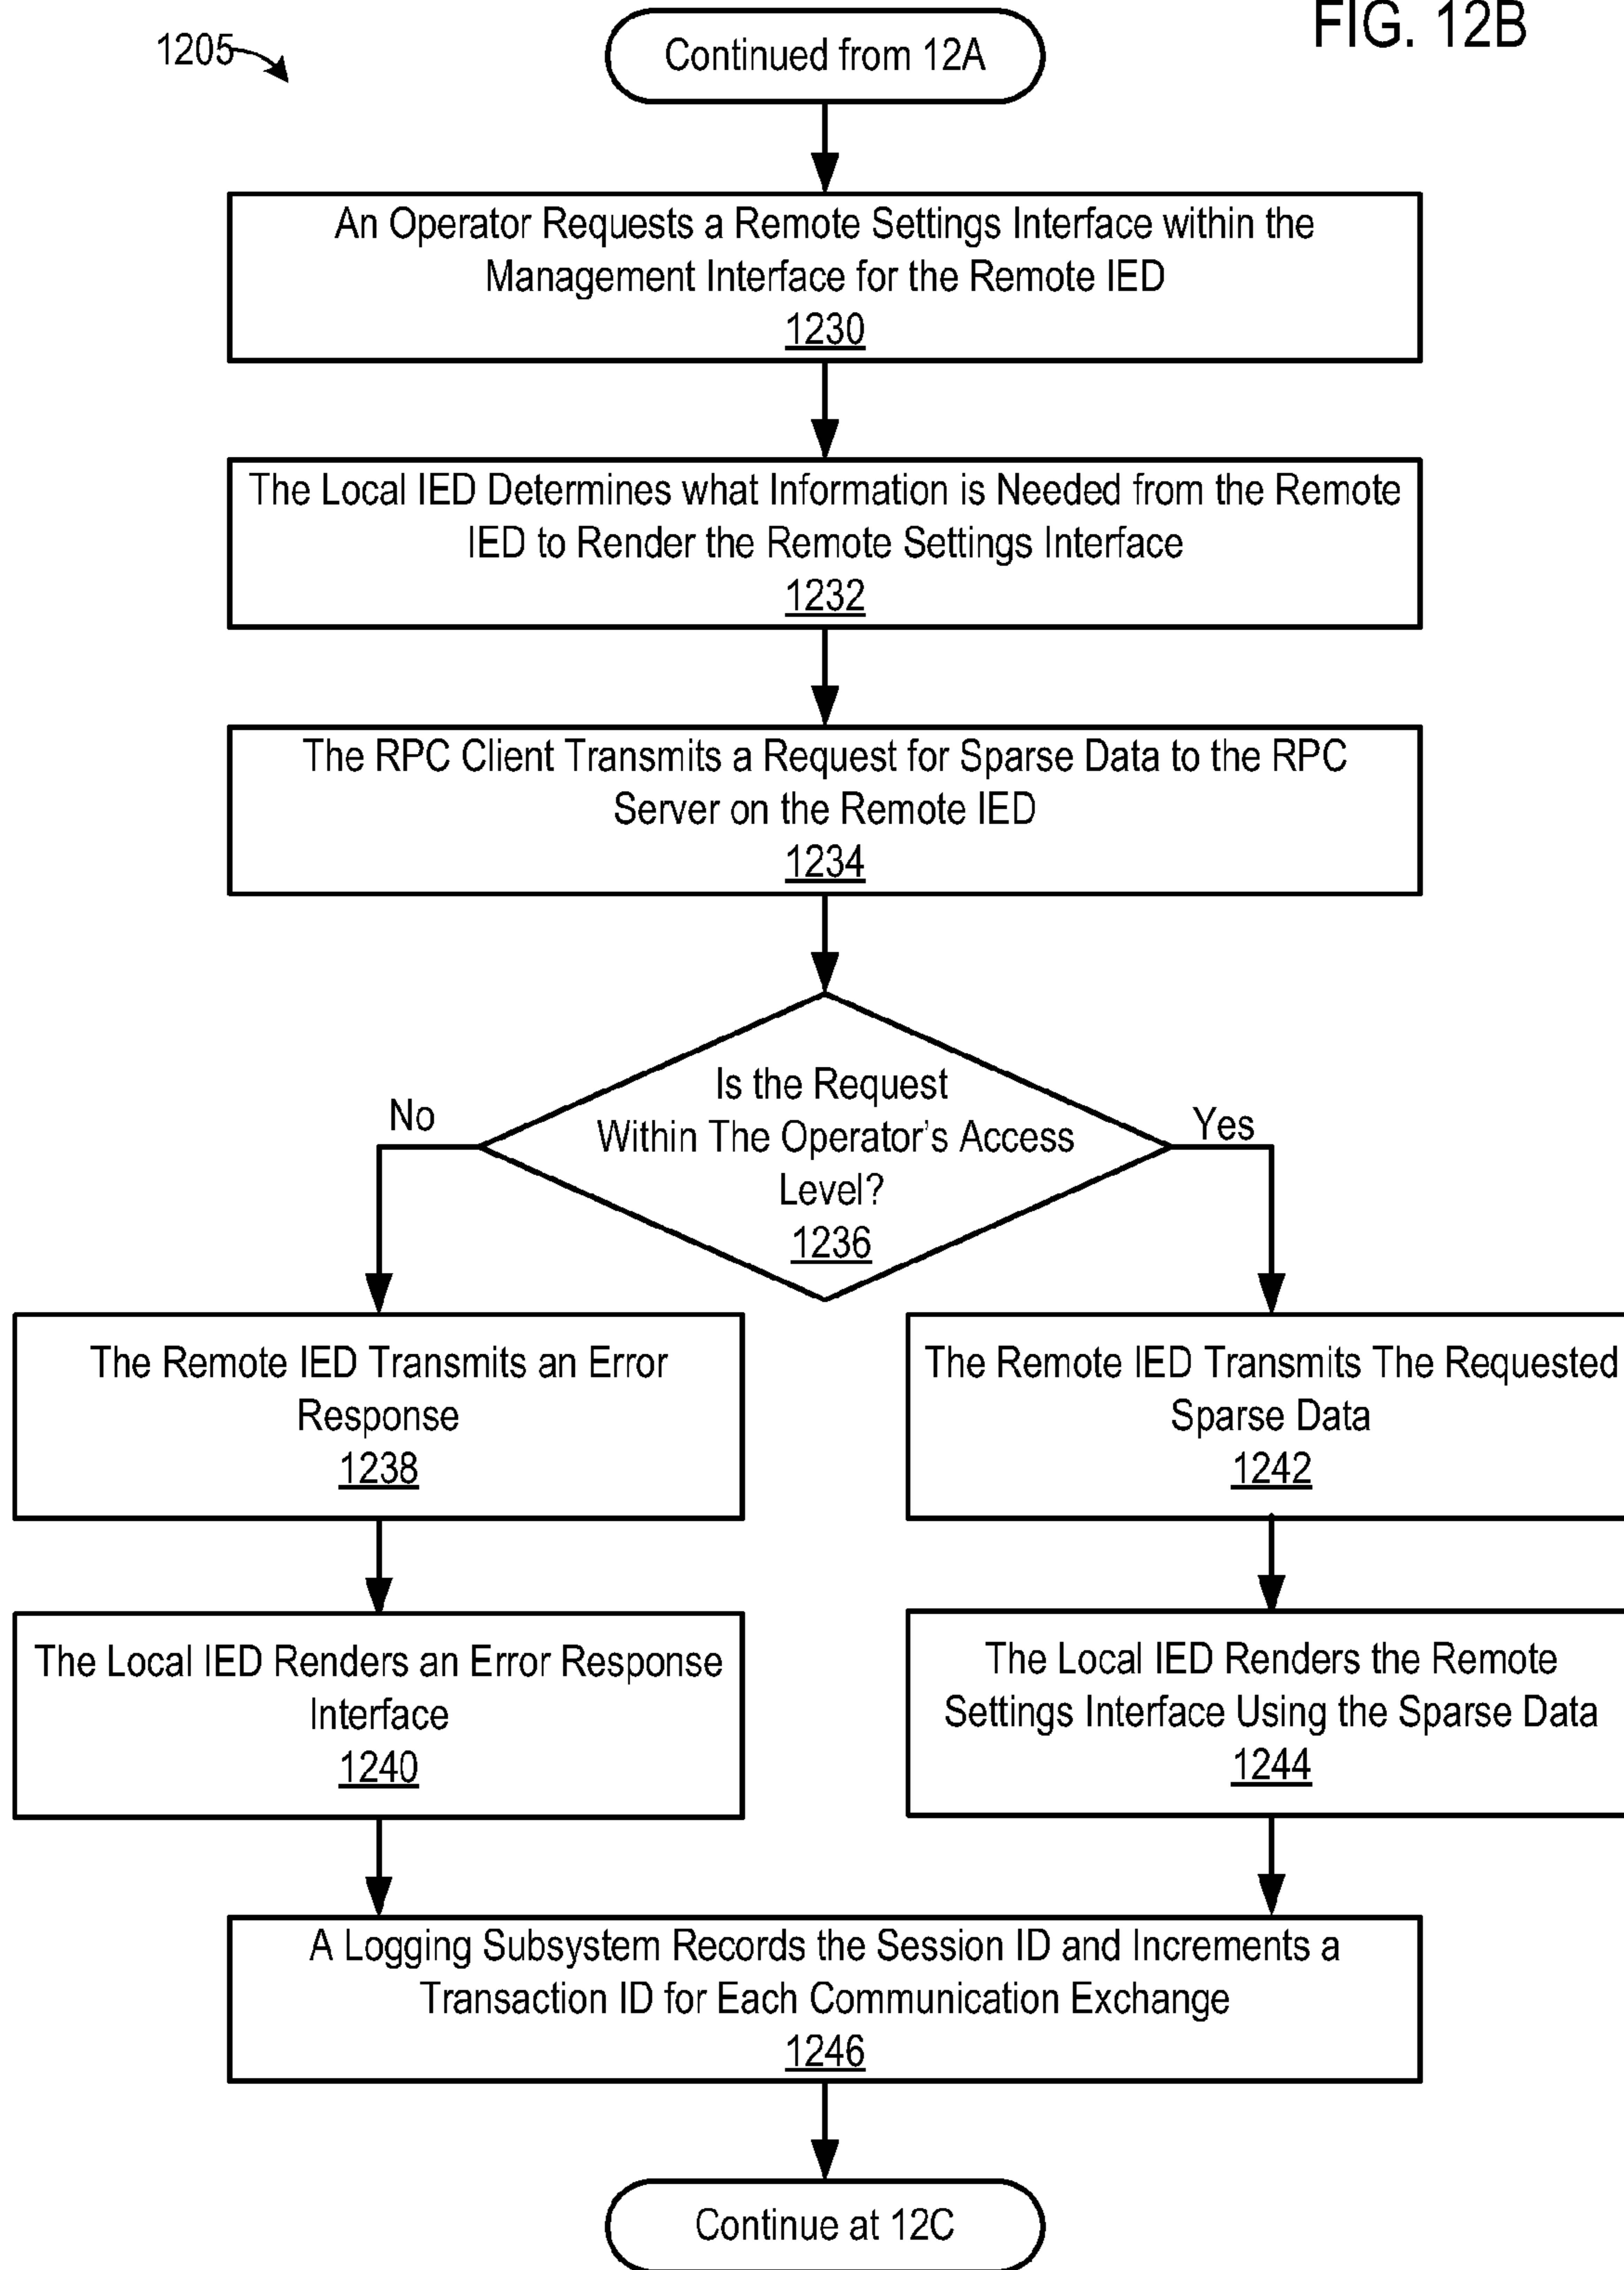 FIG. 12B
1205
Continued from 12A
An Operator Requests a Remote Settings Interface within the
Management Interface for the Remote IED
1230
The Local IED Determines what Information is Needed from the Remote
IED to Render the Remote Settings Interface
1232
The RPC Client Transmits a Request for Sparse Data to the RPC
Server on the Remote IED
1234
Is the Request
Within The Operator's Access
Level?
1236
No
Yes
The Remote IED Transmits an Error
Response
1238
The Remote IED Transmits The Requested
Sparse Data
1242
The Local IED Renders an Error Response
Interface
1240
The Local IED Renders the Remote
Settings Interface Using the Sparse Data
1244
A Logging Subsystem Records the Session ID and Increments a
Transaction ID for Each Communication Exchange
1246
Continue at 12C